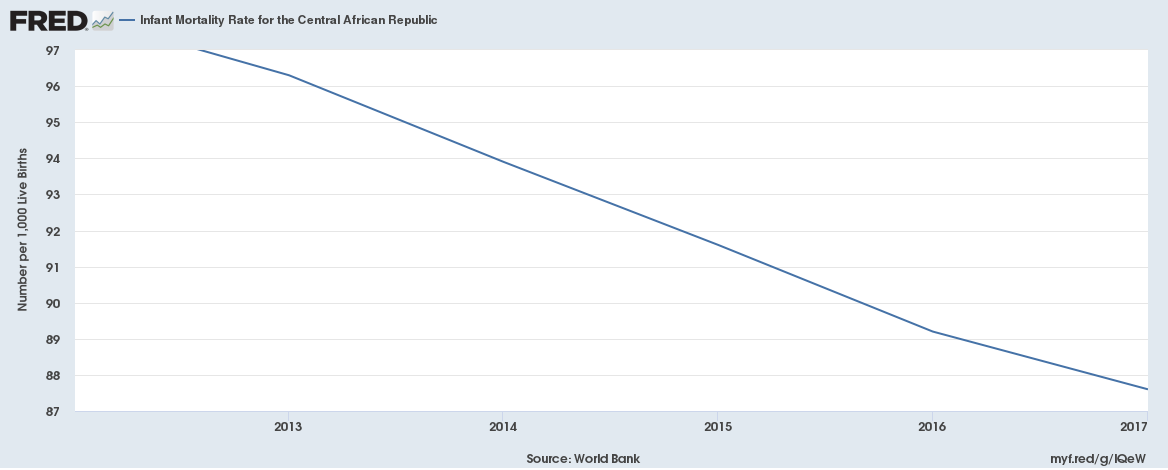 FRED
Infant Mortality Rate for the Central African Republic
97
96
95
94
93
92
91
90
89
88
87
Number per 1,000 Live Births
2013 2014 2015 2016 2017
Source: World Bank
myf.red/g/lQeW